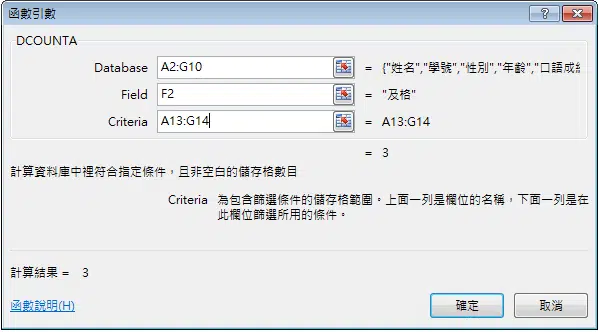 函數引數
DCOUNTA
Database A2:G10 = {"姓名","學號","性別","年齡","口語成
Field F2 = "及格"
Criteria A13:G14 = A13:G14
= 3
計算資料庫中裡符合指定條件，且非空白的儲存格數目
Criteria 為包含篩選條件的儲存格範圍。上面一列是欄位的名稱，下面一列是在
此欄位篩選所用的條件。
計算結果 = 3
函數說明(H) 確定 取消